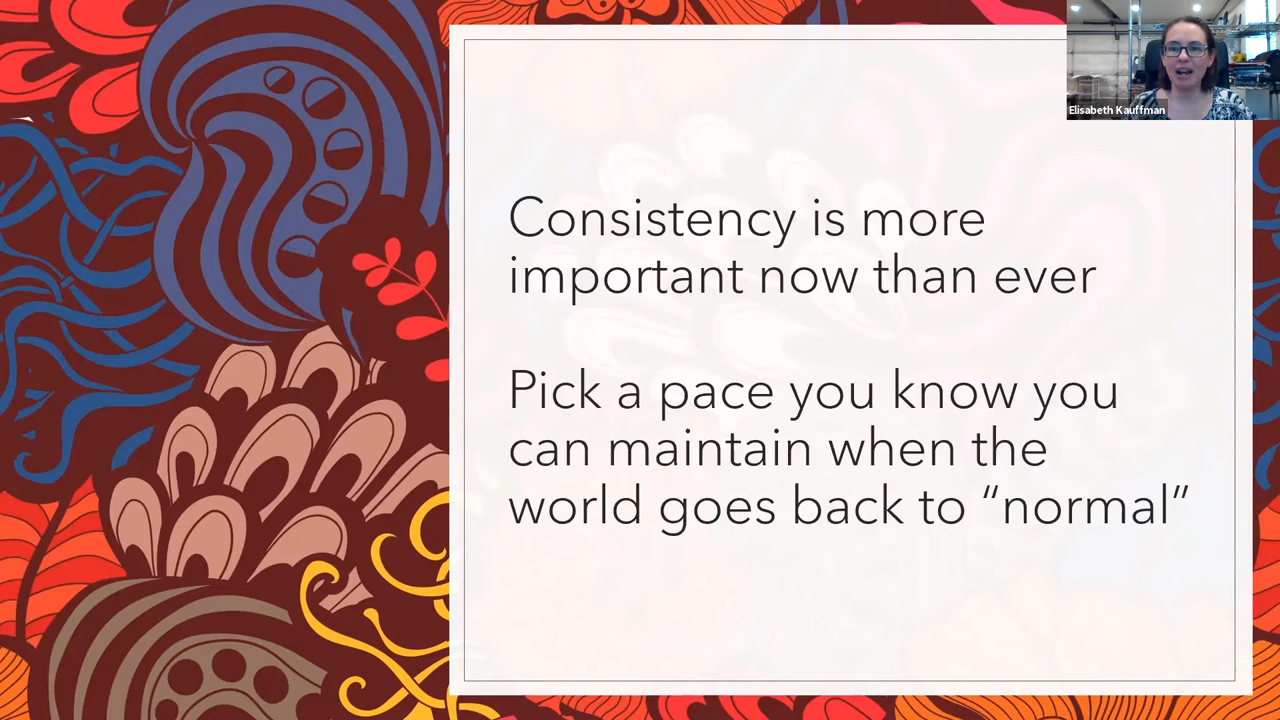 Elisabeth Kauffman
Consistency is more
important now than ever
Pick a pace you know you
can maintain when the
world goes back to “normal”